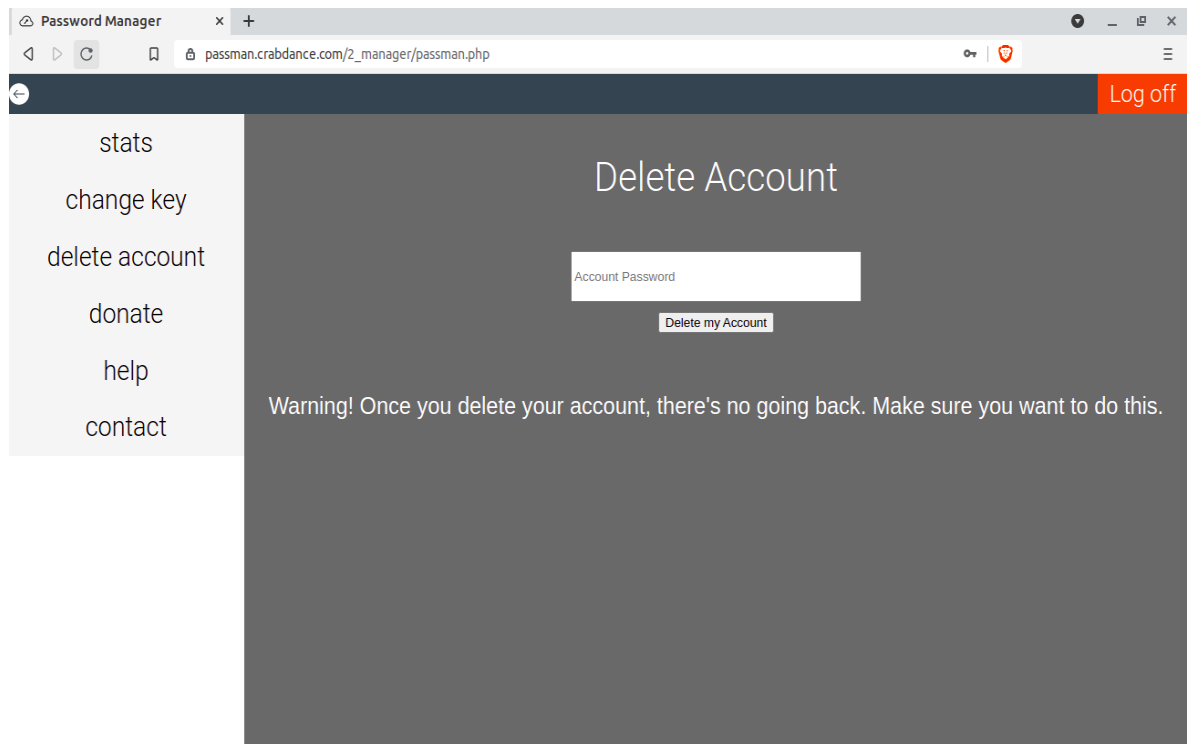 Password Manager
passman.crabdance.com/2_manager/passman.php
Log off
stats
change key
delete account
donate
help
contact
Delete Account
Account Password
Delete my Account
Warning! Once you delete your account, there's no going back. Make sure you want to do this.